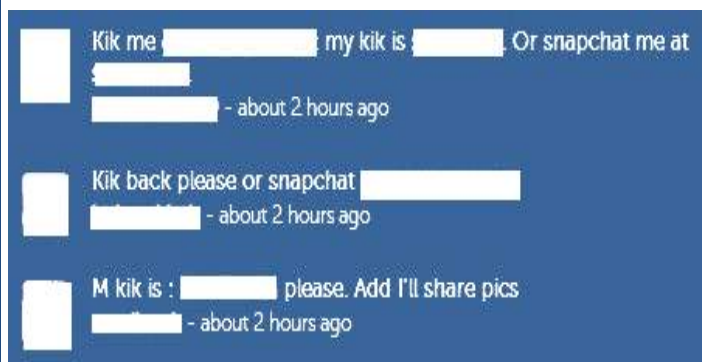 Kik me my kik is . Or snapchat me at
- about 2 hours ago
Kik back please or snapchat
- about 2 hours ago
M kik is : please. Add I'll share pics
- about 2 hours ago